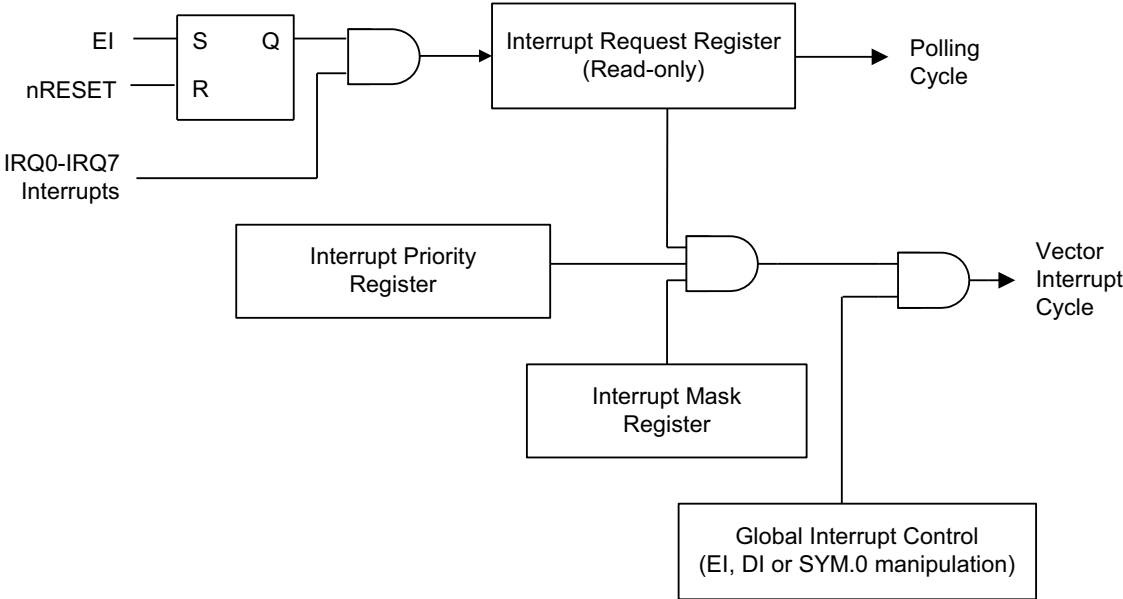 EI
S
Q
nRESET
R
IRQ0-IRQ7
Interrupts
Interrupt Request Register
(Read-only)
Polling
Cycle
Interrupt Priority
Register
Vector
Interrupt
Cycle
Interrupt Mask
Register
Global Interrupt Control
(EI, DI or SYM.0 manipulation)